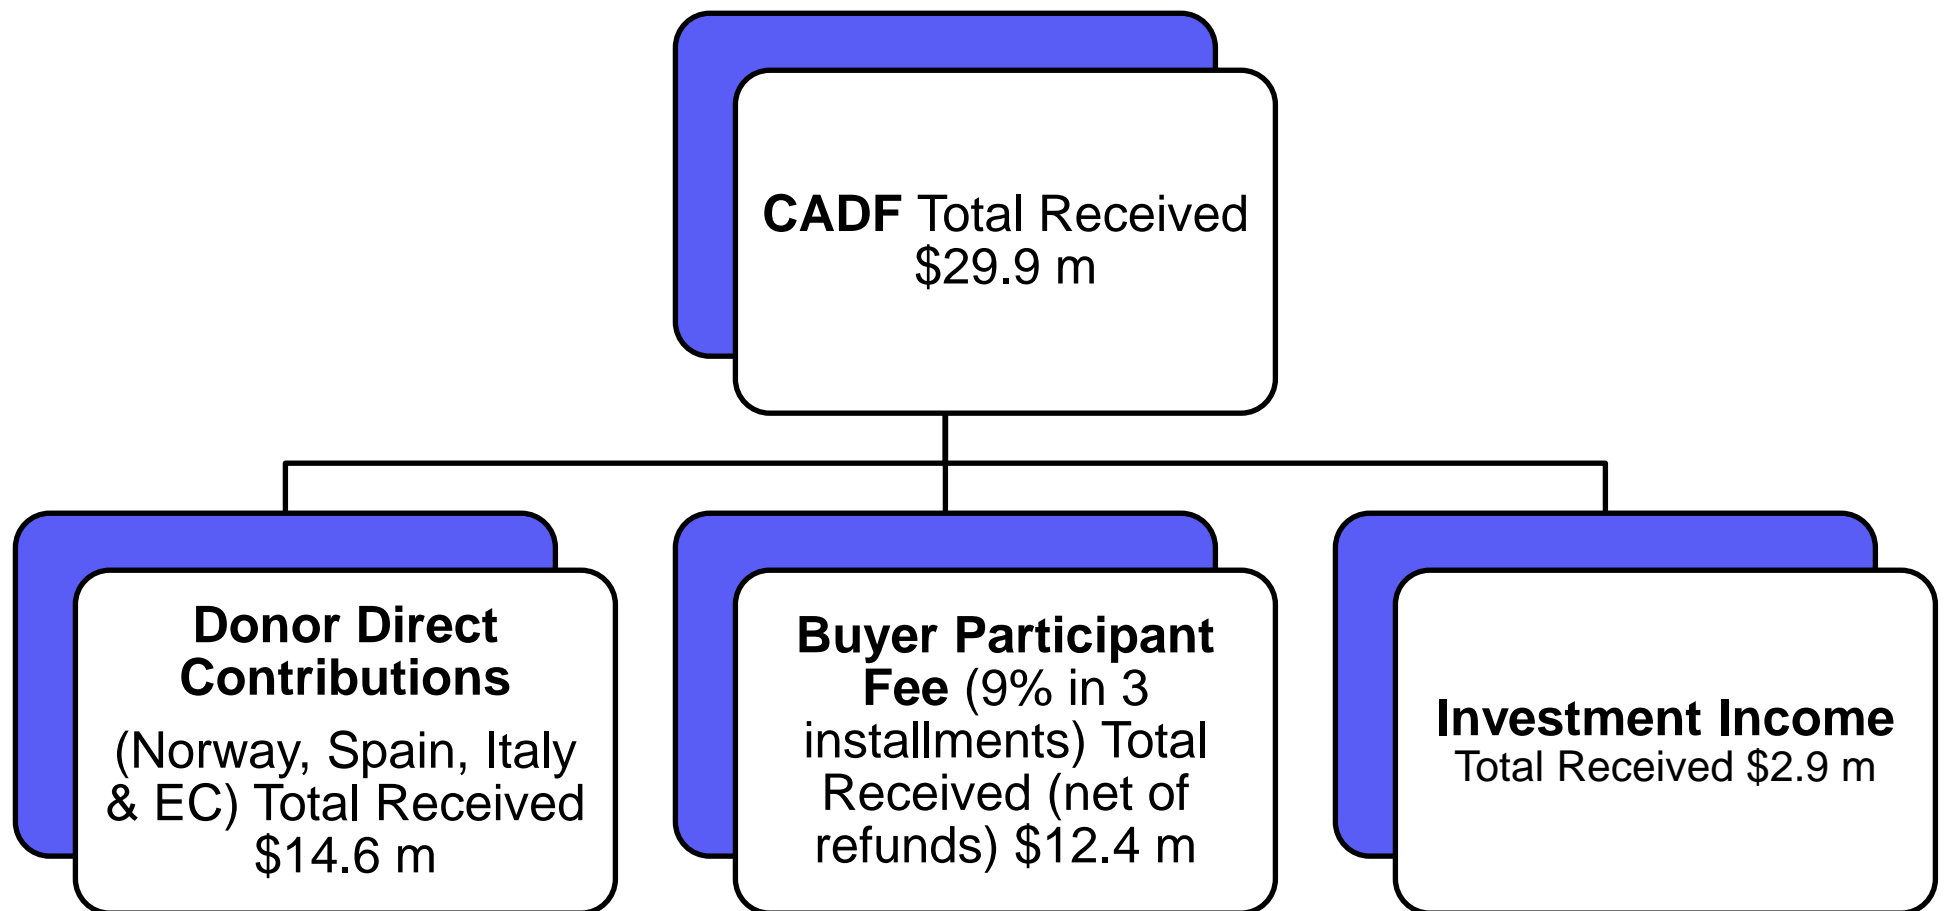 CADF Total Received
$29.9 m
Donor Direct
Contributions
(Norway, Spain, Italy
& EC) Total Received
$14.6 m
Buyer Participant
Fee (9% in 3
installments) Total
Received (net of
refunds) $12.4 m
Investment Income
Total Received $2.9 m